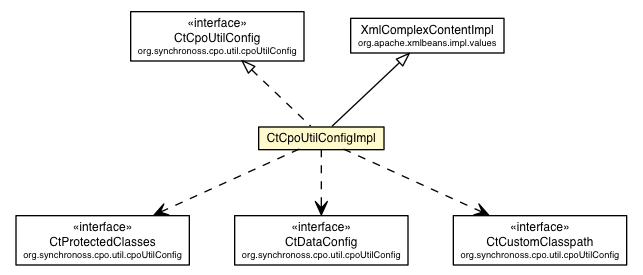 «interface»
CtCpoUtilConfig
org.synchronoss.cpo.util.cpoUtilConfig
XmlComplexContentImpl
org.apache.xmlbeans.impl.values
CtCpoUtilConfigImpl
«interface»
CtProtectedClasses
org.synchronoss.cpo.util.cpoUtilConfig
«interface»
CtDataConfig
org.synchronoss.cpo.util.cpoUtilConfig
«interface»
CtCustomClasspath
org.synchronoss.cpo.util.cpoUtilConfig